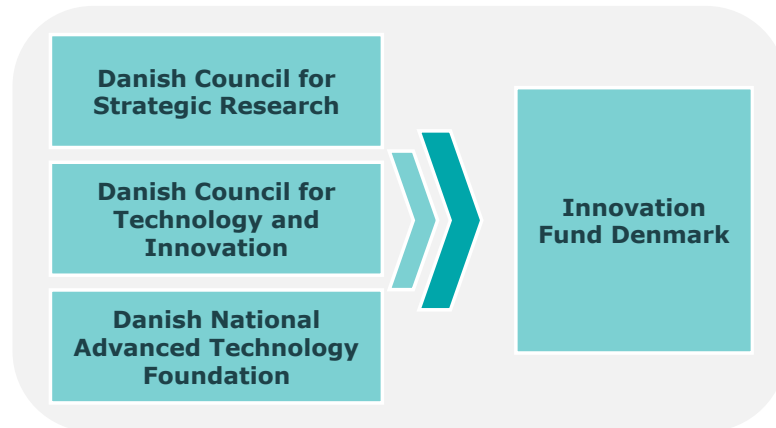 Danish Council for
Strategic Research
Danish Council for
Technology and
Innovation
Danish National
Advanced Technology
Foundation
Innovation
Fund Denmark